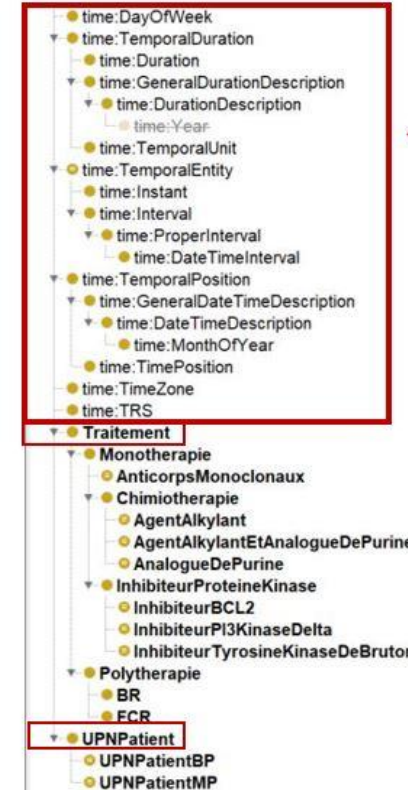 time:DayOfWeek
time:TemporalDuration
time:Duration
time:GeneralDurationDescription
time:DurationDescription
time:Year
time:TemporalUnit
time:TemporalEntity
time:Instant
time:Interval
time:ProperInterval
time:DateTimeInterval
time:TemporalPosition
time:GeneralDateTimeDescription
time:DateTimeDescription
time:MonthOfYear
time:TimePosition
time:TimeZone
time:TRS
Traitement
Monotherapie
AnticorpsMonoclonaux
Chimiotherapie
AgentAlkylant
AgentAlkylantEtAnalogueDePurine
AnalogueDePurine
InhibiteurProteineKinase
InhibiteurBCL2
InhibiteurPI3KinaseDelta
InhibiteurTyrosineKinaseDeBruton
Polytherapie
BR
FCR
UPNPatient
UPNPatientBP
UPNPatientMP